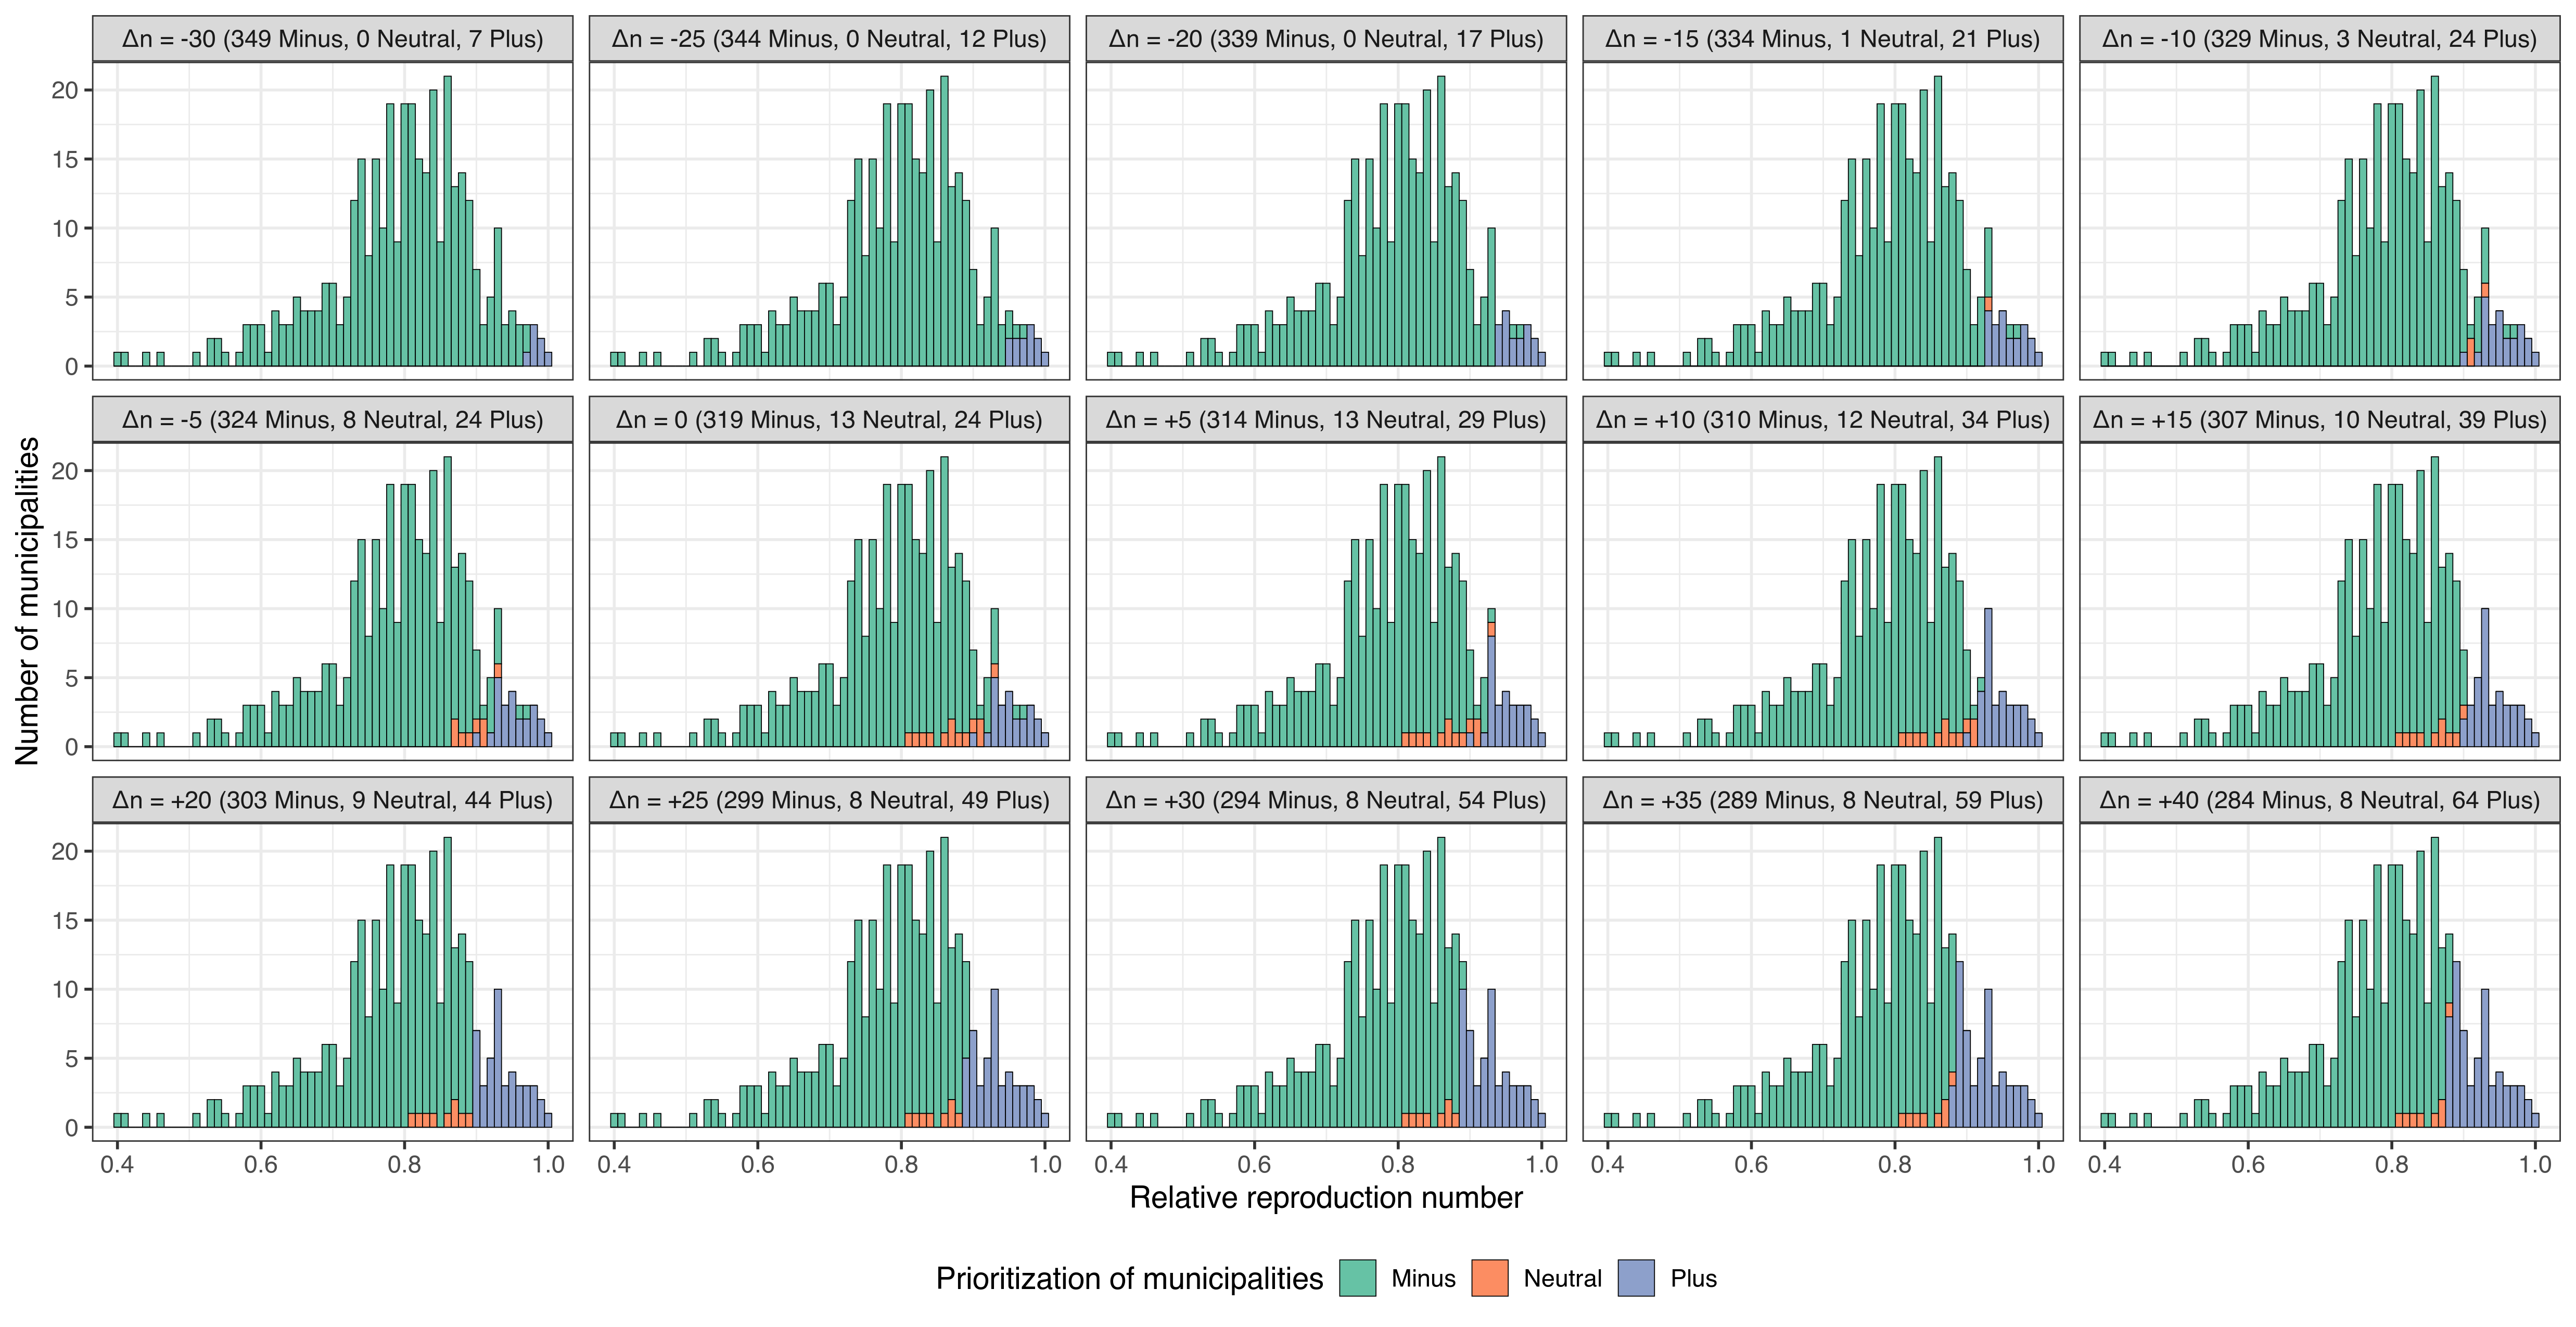 Δn = -30 (349 Minus, 0 Neutral, 7 Plus)
Δn = -25 (344 Minus, 0 Neutral, 12 Plus)
Δn = -20 (339 Minus, 0 Neutral, 17 Plus)
Δn = -15 (334 Minus, 1 Neutral, 21 Plus)
Δn = -10 (329 Minus, 3 Neutral, 24 Plus)
20
15
10
5
0
Δn = -5 (324 Minus, 8 Neutral, 24 Plus)
Δn = 0 (319 Minus, 13 Neutral, 24 Plus)
Δn = +5 (314 Minus, 13 Neutral, 29 Plus)
Δn = +10 (310 Minus, 12 Neutral, 34 Plus)
Δn = +15 (307 Minus, 10 Neutral, 39 Plus)
20
15
10
5
0
Number of municipalities
Δn = +20 (303 Minus, 9 Neutral, 44 Plus)
Δn = +25 (299 Minus, 8 Neutral, 49 Plus)
Δn = +30 (294 Minus, 8 Neutral, 54 Plus)
Δn = +35 (289 Minus, 8 Neutral, 59 Plus)
Δn = +40 (284 Minus, 8 Neutral, 64 Plus)
20
15
10
5
0
0.4 0.6 0.8 1.0 0.4 0.6 0.8 1.0 0.4 0.6 0.8 1.0 0.4 0.6 0.8 1.0 0.4 0.6 0.8 1.0
Relative reproduction number
Prioritization of municipalities Minus Neutral Plus